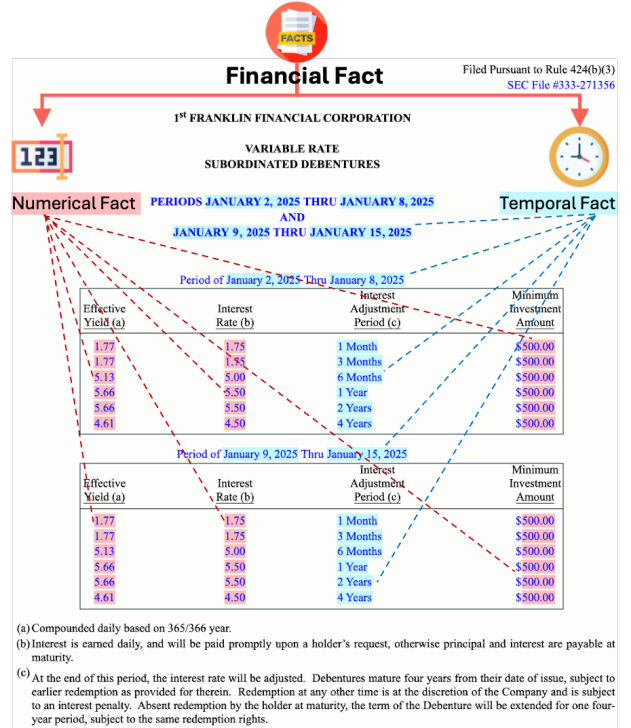 FACTS
Financial Fact
Filed Pursuant to Rule 424(b)(3)
SEC File #333-271356
1st FRANKLIN FINANCIAL CORPORATION
123
VARIABLE RATE
SUBORDINATED DEBENTURES
Numerical Fact
PERIODS JANUARY 2, 2025 THRU JANUARY 8, 2025
Temporal Fact
AND
JANUARY 9, 2025 THRU JANUARY 15, 2025
Period of January 2, 2025 Thru January 8, 2025
Interest Minimum
Effective Interest Adjustment Investment
Yield (a) Rate (b) Period (c) Amount
1.77 1.75 1 Month $500.00
1.77 1.75 3 Months $500.00
5.13 5.00 6 Months $500.00
5.66 5.50 1 Year $500.00
5.66 5.50 2 Years $500.00
4.61 4.50 4 Years $500.00
Period of January 9, 2025 Thru January 15, 2025
Interest Minimum
Effective Interest Adjustment Investment
Yield (a) Rate (b) Period (c) Amount
1.77 1.75 1 Month $500.00
1.77 1.75 3 Months $500.00
5.13 5.00 6 Months $500.00
5.66 5.50 1 Year $500.00
5.66 5.50 2 Years $500.00
4.61 4.50 4 Years $500.00
(a) Compounded daily based on 365/366 year.
(b) Interest is earned daily, and will be paid promptly upon a holder's request, otherwise principal and interest are payable at
maturity.
(c) At the end of this period, the interest rate will be adjusted. Debentures mature four years from their date of issue, subject to
earlier redemption as provided for therein. Redemption at any other time is at the discretion of the Company and is subject
to an interest penalty. Absent redemption by the holder at maturity, the term of the Debenture will be extended for one four-
year period, subject to the same redemption rights.